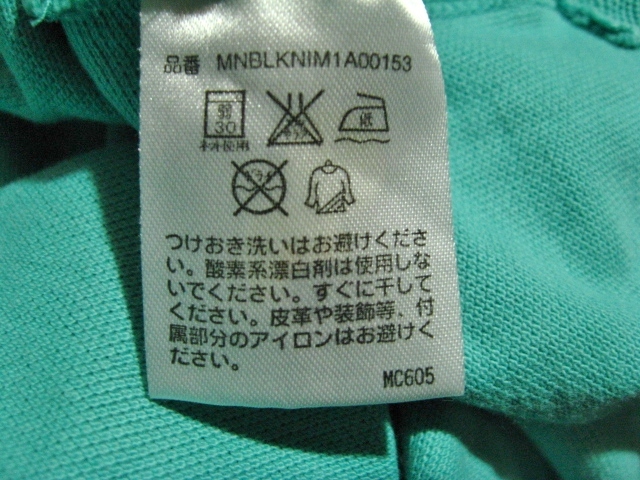 品番 MNBLKNIM1A00153
弱
30
ネット使用
低
つけおき洗いはお避けくださ
い。酸素系漂白剤は使用しな
いでください。すぐに干して
ください。皮革や装飾等、付
属部分のアイロンはお避けく
ださい。
MC605